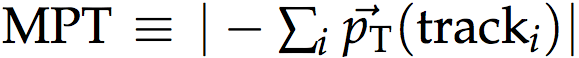 MPT ≡ | − ∑ᵢ p⃗_T(trackᵢ)|